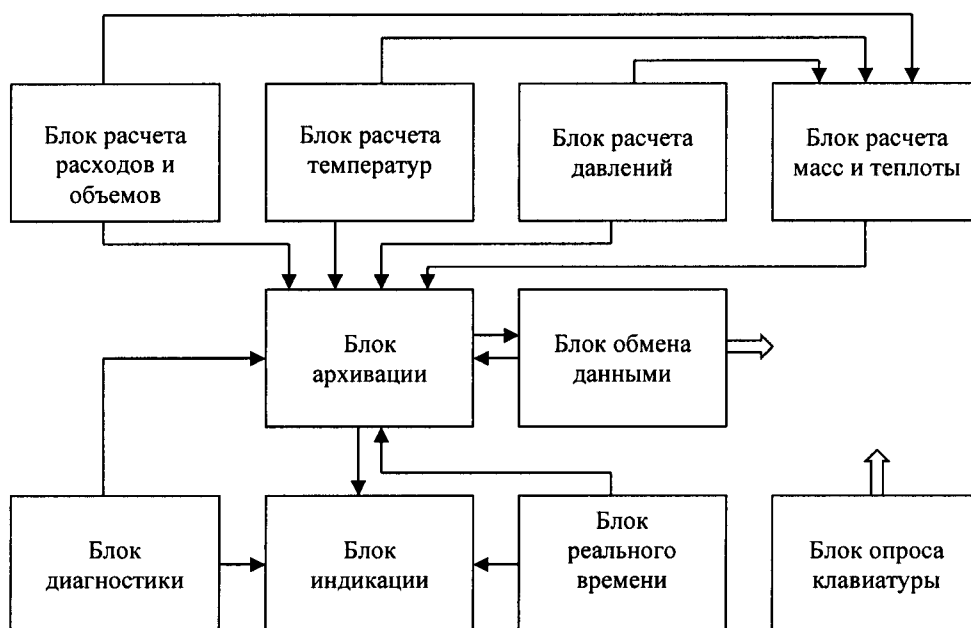 Блок расчета
расходов и
объемов
Блок расчета
температур
Блок расчета
давлений
Блок расчета
масс и теплоты
Блок
архивации
Блок обмена
данными
Блок
диагностики
Блок
индикации
Блок
реального
времени
Блок опроса
клавиатуры